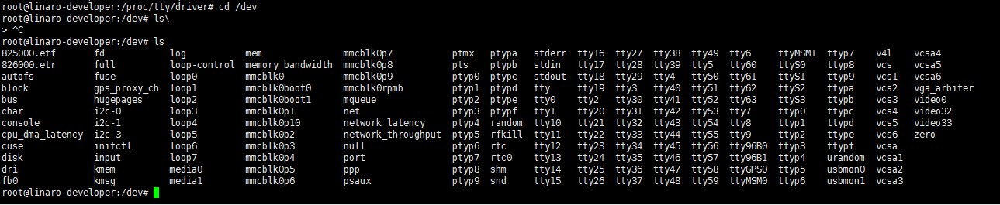 root@linaro-developer:/proc/tty/driver# cd /dev
root@linaro-developer:/dev# ls\
> ^C
root@linaro-developer:/dev# ls
825000.etf fd log mem mmcblk0p7 ptmx ptypa stderr tty16 tty27 tty38 tty49 tty6 ttyMSM1 ttyp7 v4l vcsa4
826000.etr full loop-control memory_bandwidth mmcblk0p8 pts ptypb stdin tty17 tty28 tty39 tty5 tty60 ttyS0 ttyp8 vcs vcsa5
autofs fuse loop0 mmcblk0 mmcblk0p9 ptyp0 ptypc stdout tty18 tty29 tty4 tty50 tty61 ttyS1 ttyp9 vcs1 vcsa6
block gps_proxy_ch loop1 mmcblk0boot0 mmcblk0rpmb ptyp1 ptypd tty tty19 tty3 tty40 tty51 tty62 ttyS2 ttypa vcs2 vga_arbiter
bus hugepages loop2 mmcblk0boot1 mqueue ptyp2 ptype tty0 tty2 tty30 tty41 tty52 tty63 ttyS3 ttypb vcs3 video0
char i2c-0 loop3 mmcblk0p1 net ptyp3 ptypf tty1 tty20 tty31 tty42 tty53 tty7 ttyp0 ttypc vcs4 video32
console i2c-1 loop4 mmcblk0p10 network_latency ptyp4 random tty10 tty21 tty32 tty43 tty54 tty8 ttyp1 ttypd vcs5 video33
cpu_dma_latency i2c-3 loop5 mmcblk0p2 network_throughput ptyp5 rfkill tty11 tty22 tty33 tty44 tty55 tty9 ttyp2 ttype vcs6 zero
cuse initctl loop6 mmcblk0p3 null ptyp6 rtc tty12 tty23 tty34 tty45 tty56 tty96B0 ttyp3 ttypf vcsa
disk input loop7 mmcblk0p4 port ptyp7 rtc0 tty13 tty24 tty35 tty46 tty57 tty96B1 ttyp4 urandom vcsa1
dri kmem media0 mmcblk0p5 ppp ptyp8 shm tty14 tty25 tty36 tty47 tty58 ttyGPS0 ttyp5 usbmon0 vcsa2
fb0 kmsg media1 mmcblk0p6 psaux ptyp9 snd tty15 tty26 tty37 tty48 tty59 ttyMSM0 ttyp6 usbmon1 vcsa3
root@linaro-developer:/dev#